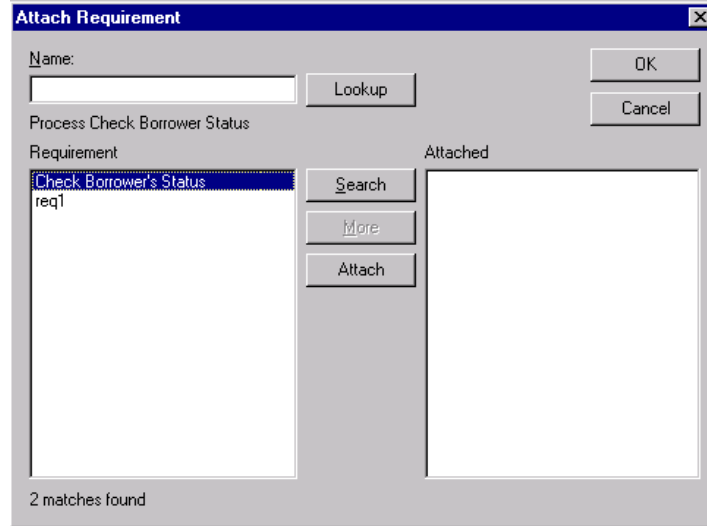 Attach Requirement
Name:
OK
Lookup
Cancel
Process Check Borrower Status
Requirement
Attached
Check Borrower's Status
Search
req1
More
Attach
2 matches found